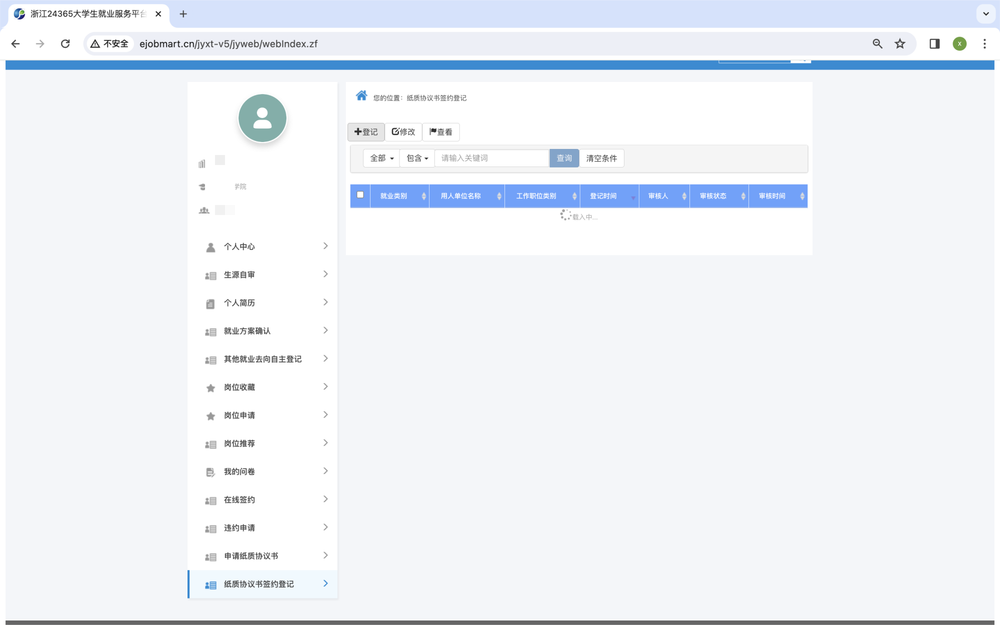 浙江24365大学生就业服务平台
不安全
ejobmart.cn/jyxt-v5/jyweb/webIndex.zf
X
您的位置：纸质协议书签约登记
登记 修改 查看
全部 包含 请输入关键词 查询 清空条件
就业类别 用人单位名称 工作职位类别 登记时间 审核人 审核状态 审核时间
载入中...
学院
个人中心
生源自审
个人简历
就业方案确认
其他就业去向自主登记
岗位收藏
岗位申请
岗位推荐
我的问卷
在线签约
违约申请
申请纸质协议书
纸质协议书签约登记